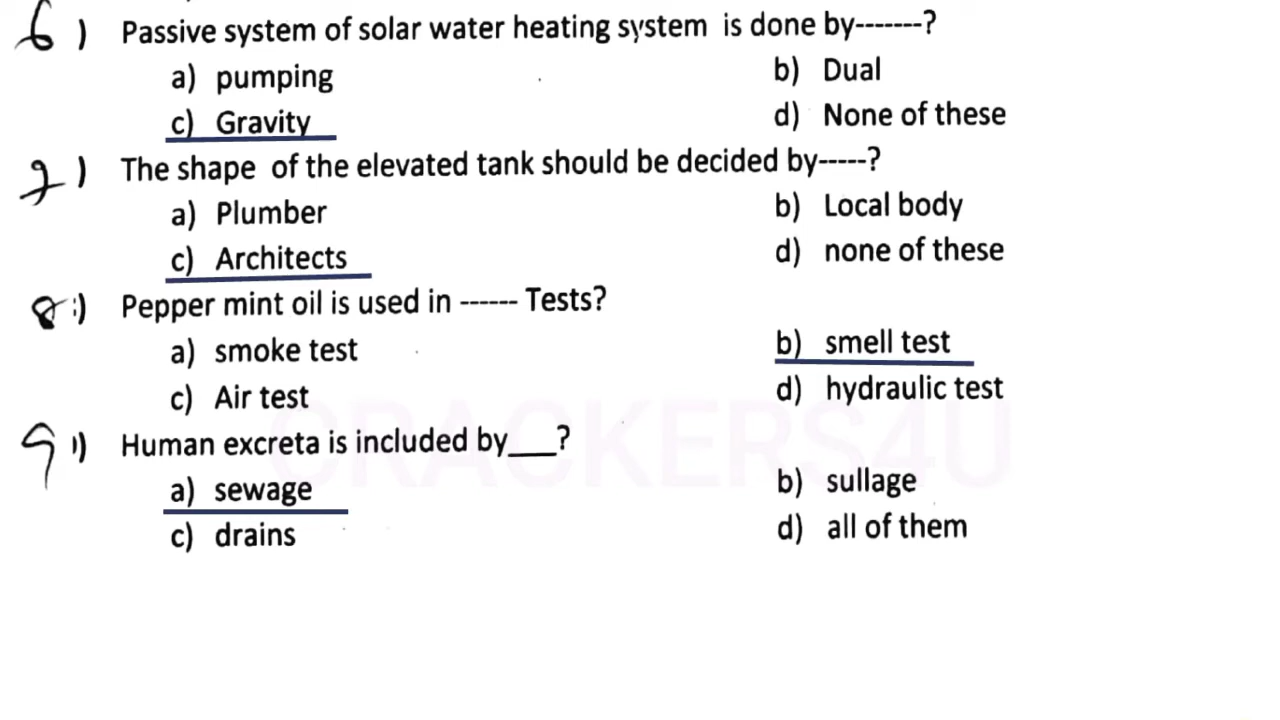 6) Passive system of solar water heating system is done by-------?
a) pumping b) Dual
c) Gravity d) None of these
7) The shape of the elevated tank should be decided by-----?
a) Plumber b) Local body
c) Architects d) none of these
8:) Pepper mint oil is used in ------ Tests?
a) smoke test b) smell test
c) Air test d) hydraulic test
9) Human excreta is included by___?
a) sewage b) sullage
c) drains d) all of them
CRACKERS4U